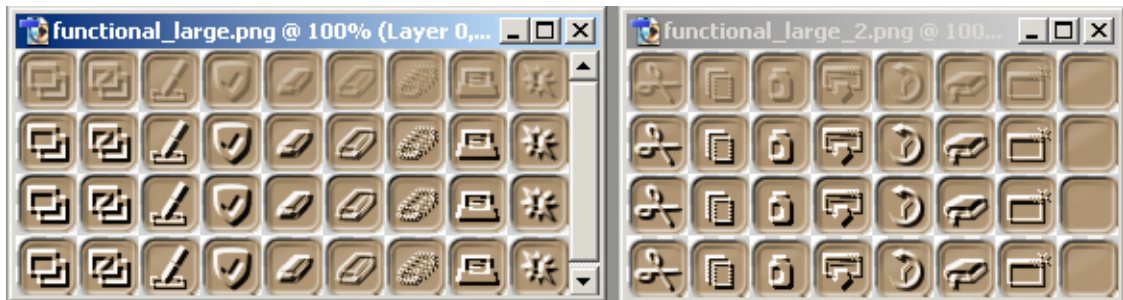 functional_large.png @ 100% (Layer 0,...
functional_large_2.png @ 100...